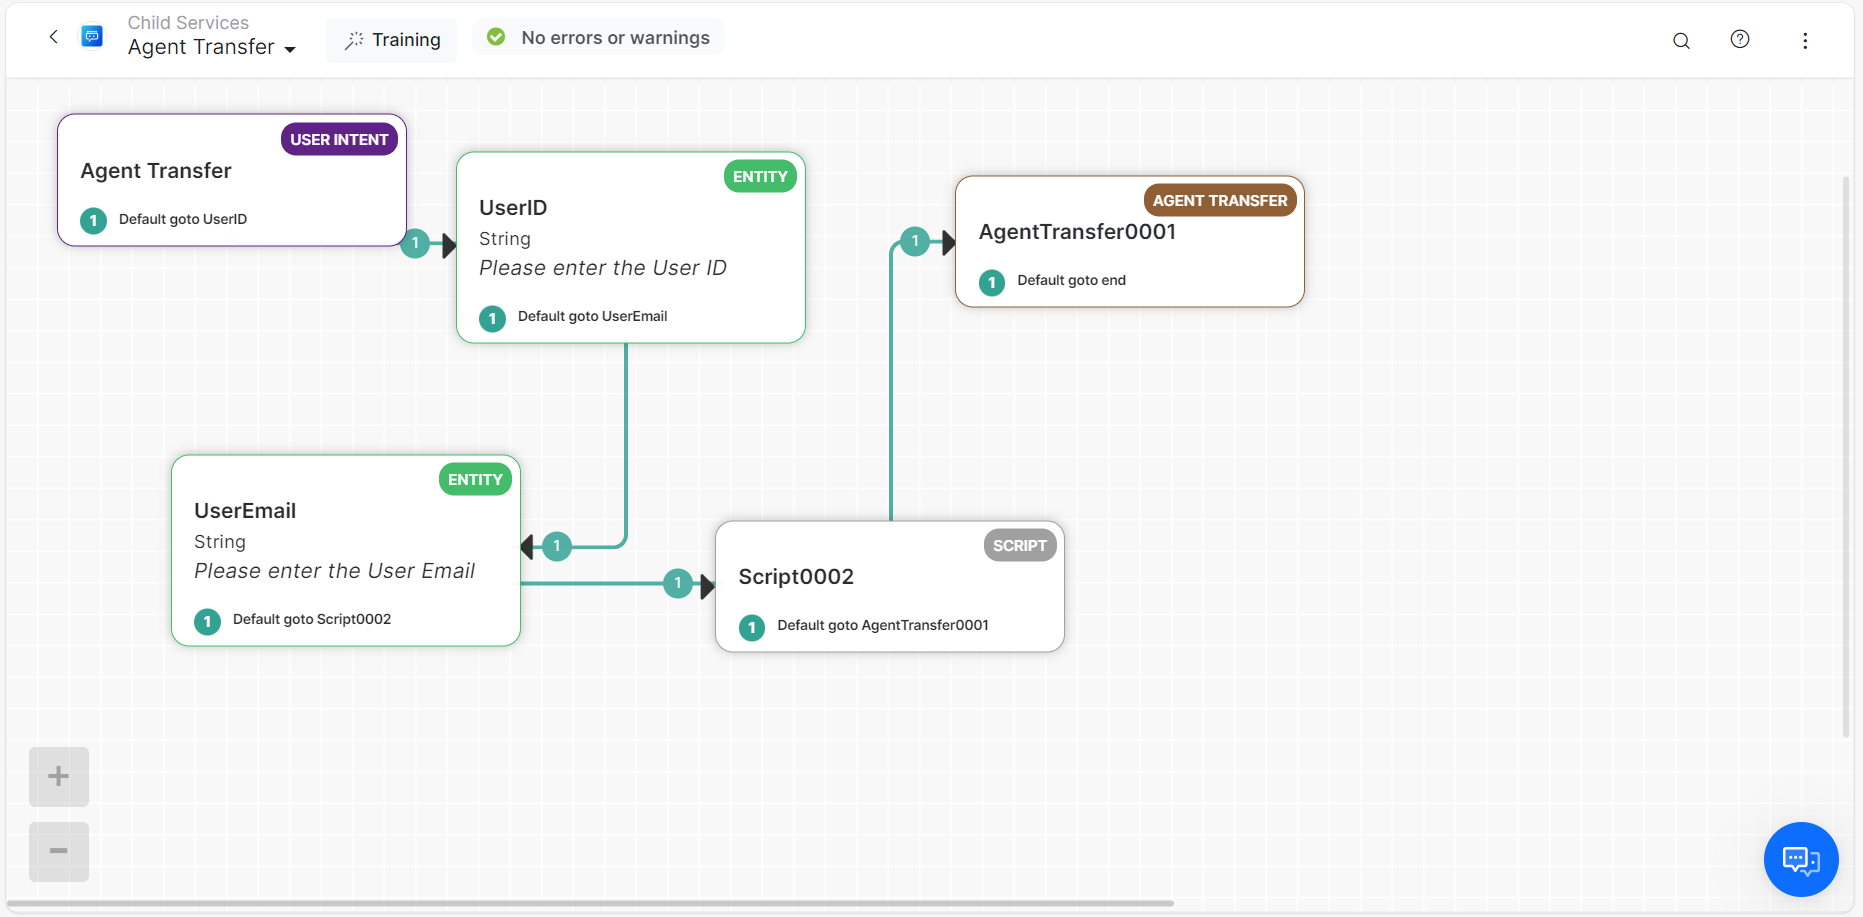 Child Services
Agent Transfer
Training
No errors or warnings
USER INTENT
Agent Transfer
1 Default goto UserID
1
ENTITY
UserID
String
Please enter the User ID
1 Default goto UserEmail
1
AGENT TRANSFER
AgentTransfer0001
1 Default goto end
ENTITY
UserEmail
String
Please enter the User Email
1 Default goto Script0002
1
1
SCRIPT
Script0002
1 Default goto AgentTransfer0001
+
−